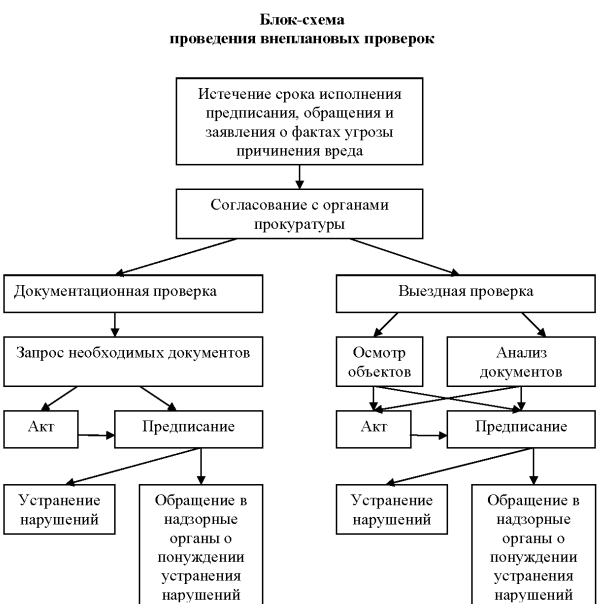 Блок-схема
проведения внеплановых проверок
Истечение срока исполнения
предписания, обращения и
заявления о фактах угрозы
причинения вреда
Согласование с органами
прокуратуры
Документационная проверка
Выездная проверка
Запрос необходимых документов
Осмотр
объектов
Анализ
документов
Акт
Предписание
Акт
Предписание
Устранение
нарушений
Обращение в
надзорные
органы о
понуждении
устранения
нарушений
Устранение
нарушений
Обращение в
надзорные
органы о
понуждении
устранения
нарушений